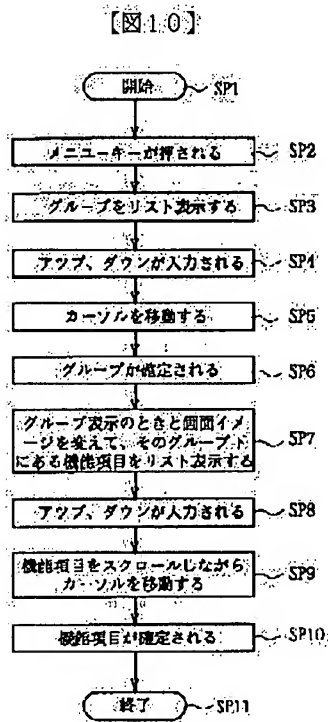 【図10】
開始 SP1
メニユーキーが押される SP2
グループをリスト表示する SP3
アツプ、ダウンが入力される SP4
カーソルを移動する SP5
グループが確定される SP6
グループ表示のときと画面イメ
ージを変えて、そのグループ下 SP7
にある機能項目をリスト表示する
アツプ、ダウンが入力される SP8
機能項目をスクロールしながら SP9
カーソルを移動する
機能項目が確定される SP10
終了 SP11